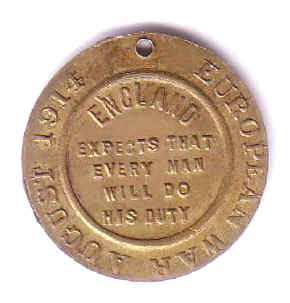 EUROPEAN WAR AUGUST 1914
ENGLAND
EXPECTS THAT
EVERY MAN
WILL DO
HIS DUTY